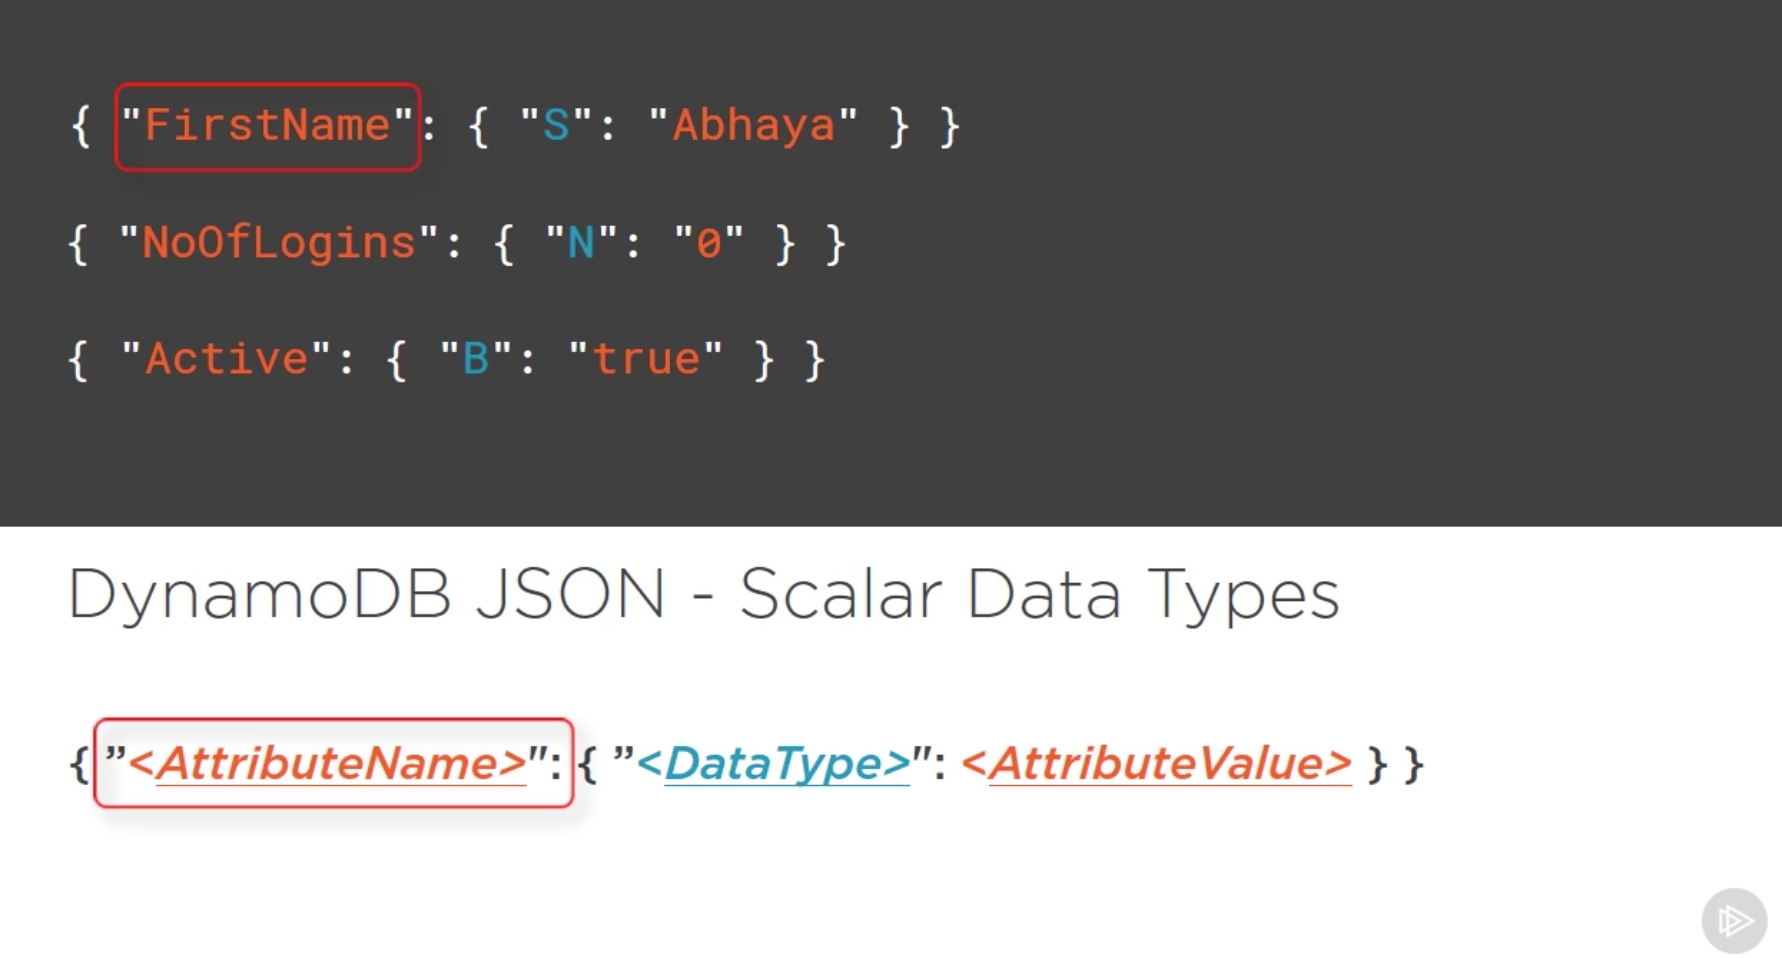 { "FirstName": { "S": "Abhaya" } }
{ "NoOfLogins": { "N": "0" } }
{ "Active": { "B": "true" } }
DynamoDB JSON - Scalar Data Types
{ ”<AttributeName>": { ”<DataType>": <AttributeValue> } }